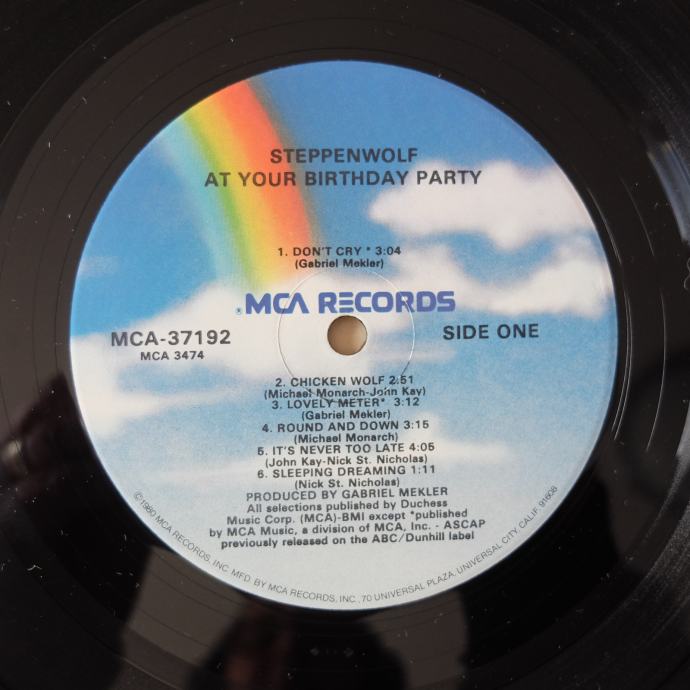 STEPPENWOLF
AT YOUR BIRTHDAY PARTY
1. DON'T CRY * 3:04
(Gabriel Mekler)
®MCA RECORDS
MCA-37192
MCA 3474
SIDE ONE
2. CHICKEN WOLF 2:51
(Michael Monarch-John Kay)
3. LOVELY METER* 3:12
(Gabriel Mekler)
4. ROUND AND DOWN 3:15
(Michael Monarch)
5. IT'S NEVER TOO LATE 4:05
(John Kay-Nick St. Nicholas)
6. SLEEPING DREAMING 1:11
(Nick St. Nicholas)
PRODUCED BY GABRIEL MEKLER
All selections published by Duchess
Music Corp. (MCA)-BMI except *published
by MCA Music, a division of MCA, Inc. - ASCAP
previously released on the ABC/Dunhill label
©1980 MCA RECORDS, INC. MFD. BY MCA RECORDS, INC., 70 UNIVERSAL PLAZA, UNIVERSAL CITY, CALIF. 91608